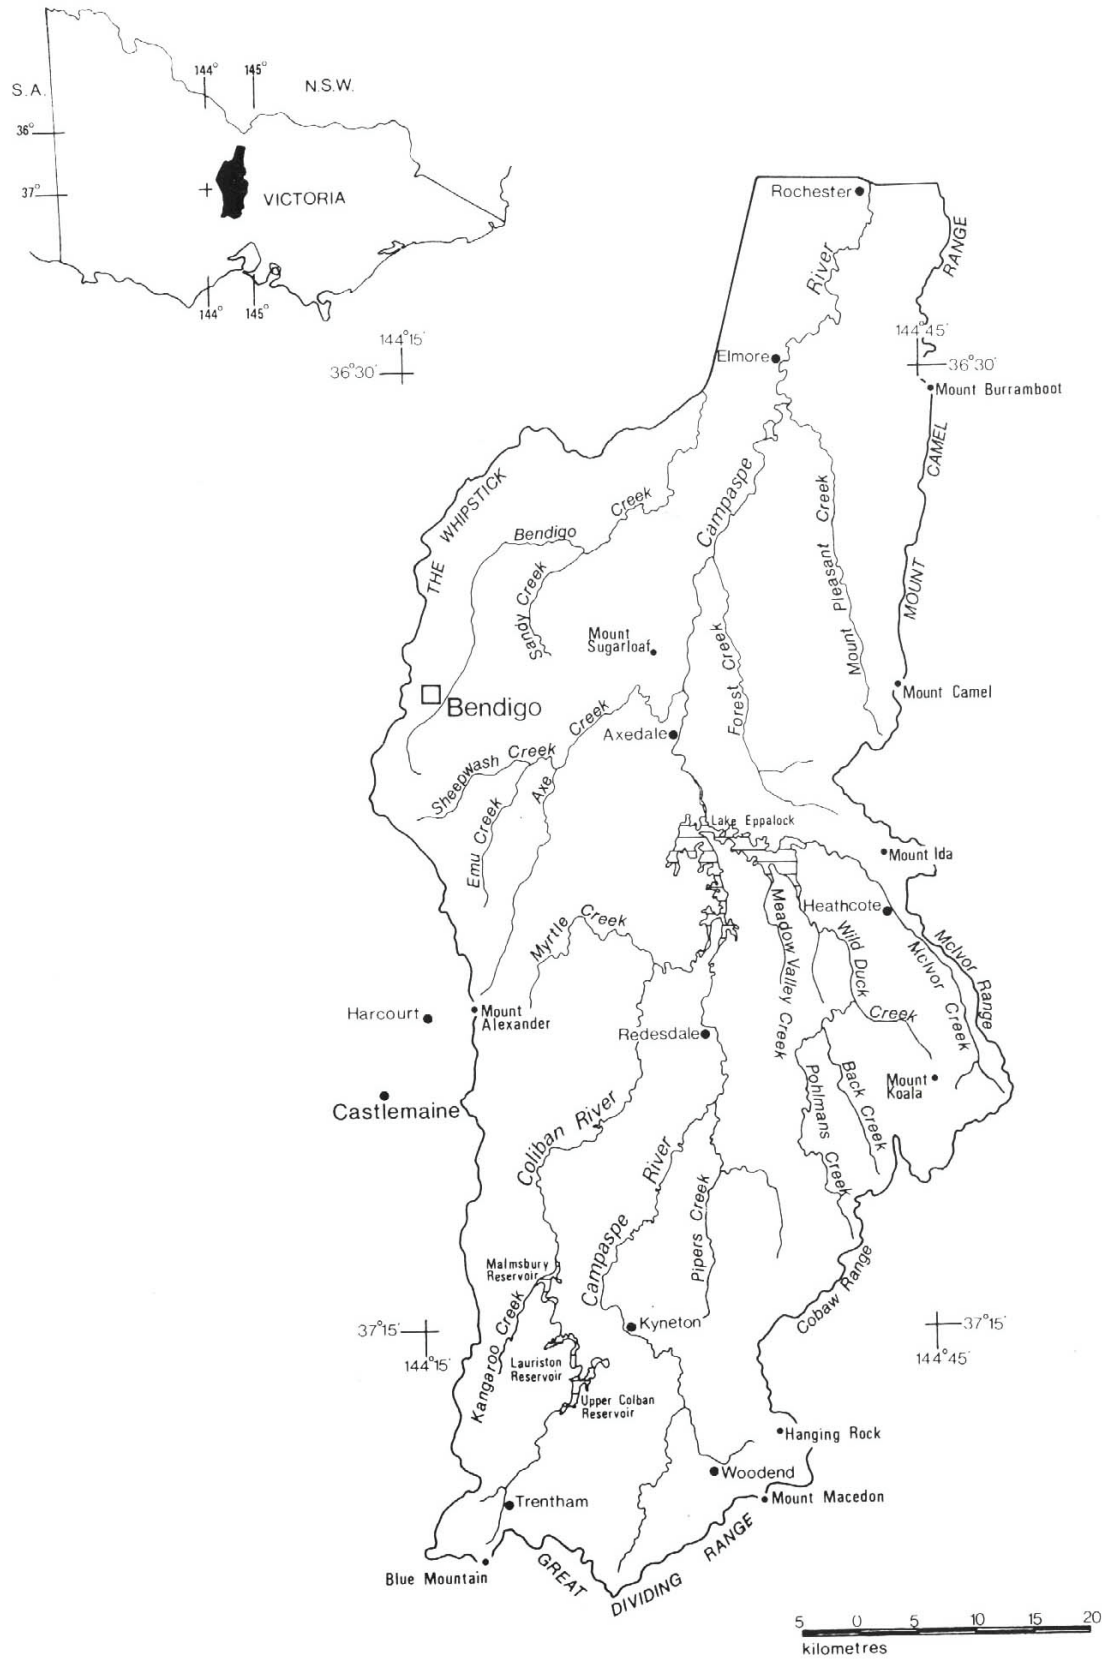 144° 145°
S.A.
N.S.W.
36°
37°
VICTORIA
144° 145°
Rochester
RANGE
River
144°15'
144°45'
36°30'
Elmore
36°30'
Mount Burramboot
CAMEL
THE WHIPSTICK
Campaspe
Creek
Mount Pleasant Creek
Bendigo
Sandy Creek
MOUNT
Mount
Sugarloaf
Forest Creek
Mount Camel
Bendigo
Creek
Axedale
Sheepwash Creek
Axe
Emu Creek
Lake Eppalock
Mount Ida
Heathcote
Myrtle Creek
Meadow Valley Creek
Wild Duck
Creek
McIvor Creek
McIvor Range
Harcourt
Mount
Alexander
Redesdale
Mount
Koala
Castlemaine
Pohlmans Creek
Back Creek
Coliban River
River
Campaspe
Pipers Creek
Malmsbury
Reservoir
Cobaw Range
Kangaroo Creek
Kyneton
37°15'
144°15'
37°15'
144°45'
Lauriston
Reservoir
Upper Colban
Reservoir
Hanging Rock
Woodend
Mount Macedon
Trentham
Blue Mountain
GREAT
DIVIDING
RANGE
5 0 5 10 15 20
kilometres